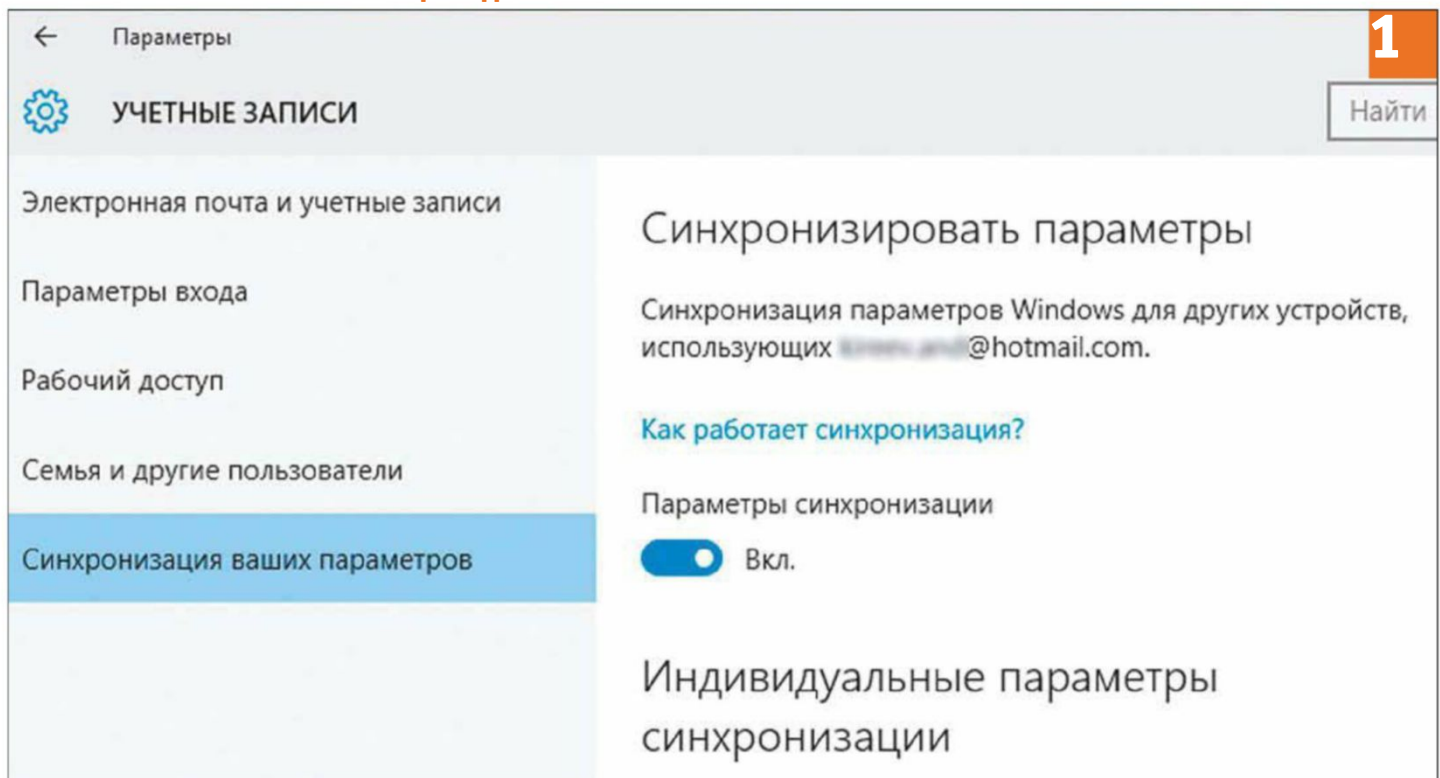 ← Параметры
1
УЧЕТНЫЕ ЗАПИСИ
Найти
Электронная почта и учетные записи
Параметры входа
Рабочий доступ
Семья и другие пользователи
Синхронизация ваших параметров
Синхронизировать параметры
Синхронизация параметров Windows для других устройств,
использующих @hotmail.com.
Как работает синхронизация?
Параметры синхронизации
Вкл.
Индивидуальные параметры
синхронизации